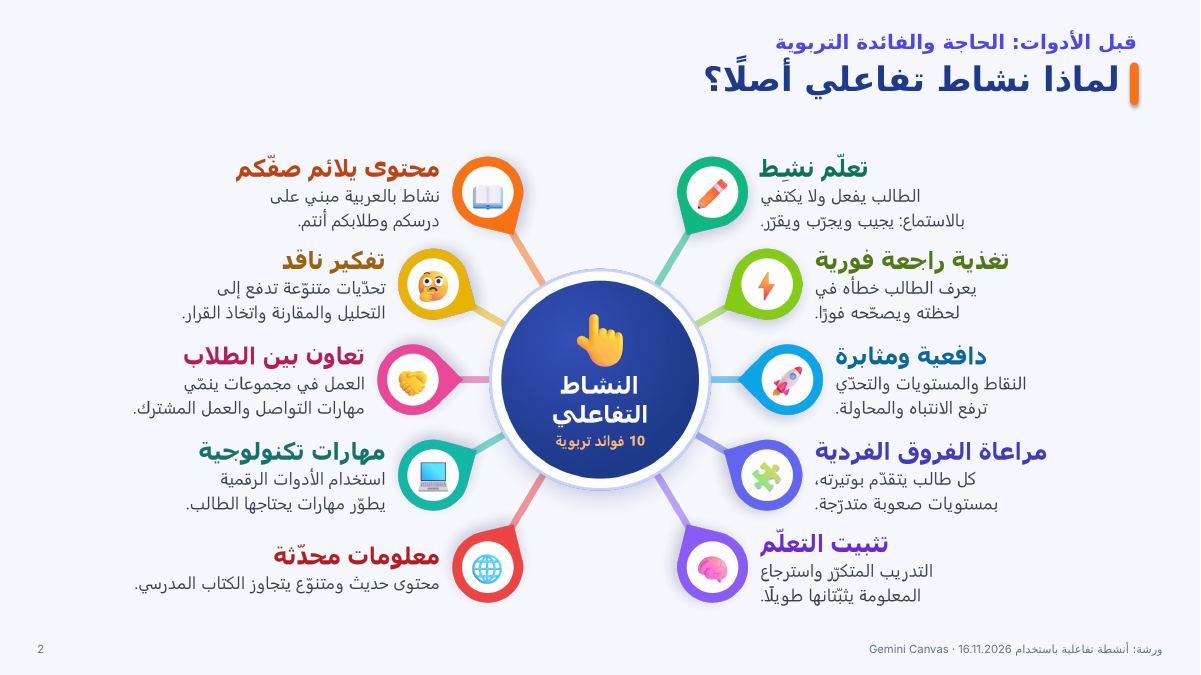 قبل الأدوات: الحاجة والفائدة التربوية
لماذا نشاط تفاعلي أصلًا؟
تعلّم نشِط
الطالب يفعل ولا يكتفي
بالاستماع: يجيب ويجرّب ويقرّر.
تغذية راجعة فورية
يعرف الطالب خطأه في
لحظته ويصحّحه فورًا.
دافعية ومثابرة
النقاط والمستويات والتحدّي
ترفع الانتباه والمحاولة.
مراعاة الفروق الفردية
كل طالب يتقدّم بوتيرته،
بمستويات صعوبة متدرّجة.
تثبيت التعلّم
التدريب المتكرّر واسترجاع
المعلومة يثبّتانها طويلًا.
النشاط
التفاعلي
10 فوائد تربوية
محتوى يلائم صفّكم
نشاط بالعربية مبني على
درسكم وطلابكم أنتم.
تفكير ناقد
تحدّيات متنوّعة تدفع إلى
التحليل والمقارنة واتخاذ القرار.
تعاون بين الطلاب
العمل في مجموعات ينمّي
مهارات التواصل والعمل المشترك.
مهارات تكنولوجية
استخدام الأدوات الرقمية
يطوّر مهارات يحتاجها الطالب.
معلومات محدّثة
محتوى حديث ومتنوّع يتجاوز الكتاب المدرسي.
ورشة: أنشطة تفاعلية باستخدام Gemini Canvas · 16.11.2026
2